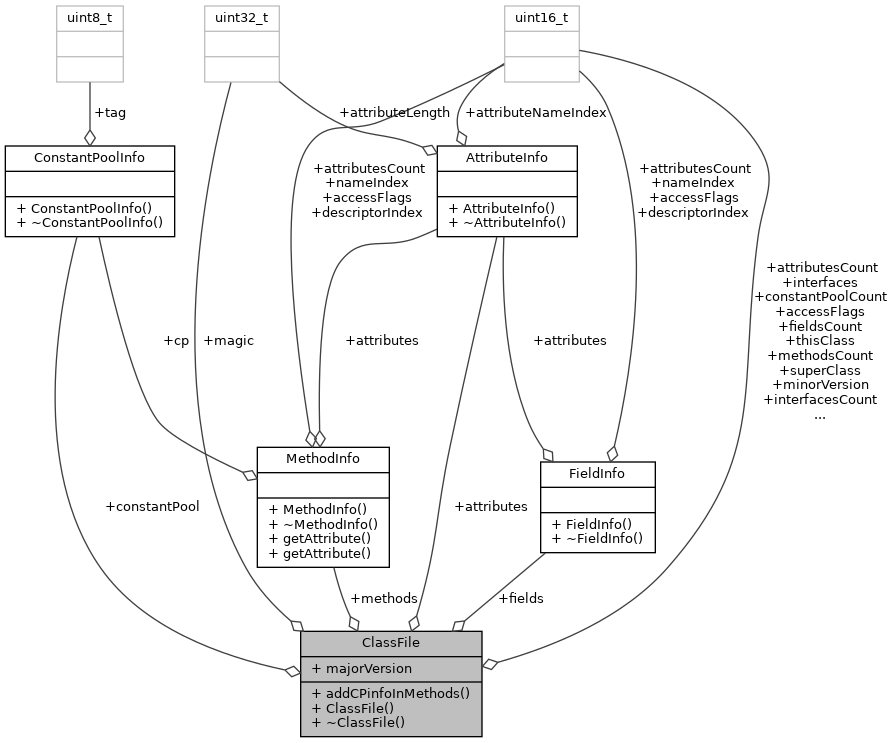 uint8_t
uint32_t
uint16_t
+tag
+attributeLength
+attributeNameIndex
ConstantPoolInfo
+ ConstantPoolInfo()
+ ~ConstantPoolInfo()
+attributesCount
+nameIndex
+accessFlags
+descriptorIndex
AttributeInfo
+ AttributeInfo()
+ ~AttributeInfo()
+attributesCount
+nameIndex
+accessFlags
+descriptorIndex
+attributesCount
+interfaces
+constantPoolCount
+accessFlags
+fieldsCount
+thisClass
+methodsCount
+superClass
+minorVersion
+interfacesCount
...
+cp
+magic
+attributes
+attributes
MethodInfo
+ MethodInfo()
+ ~MethodInfo()
+ getAttribute()
+ getAttribute()
FieldInfo
+ FieldInfo()
+ ~FieldInfo()
+constantPool
+attributes
+methods
+fields
ClassFile
+ majorVersion
+ addCPinfoInMethods()
+ ClassFile()
+ ~ClassFile()